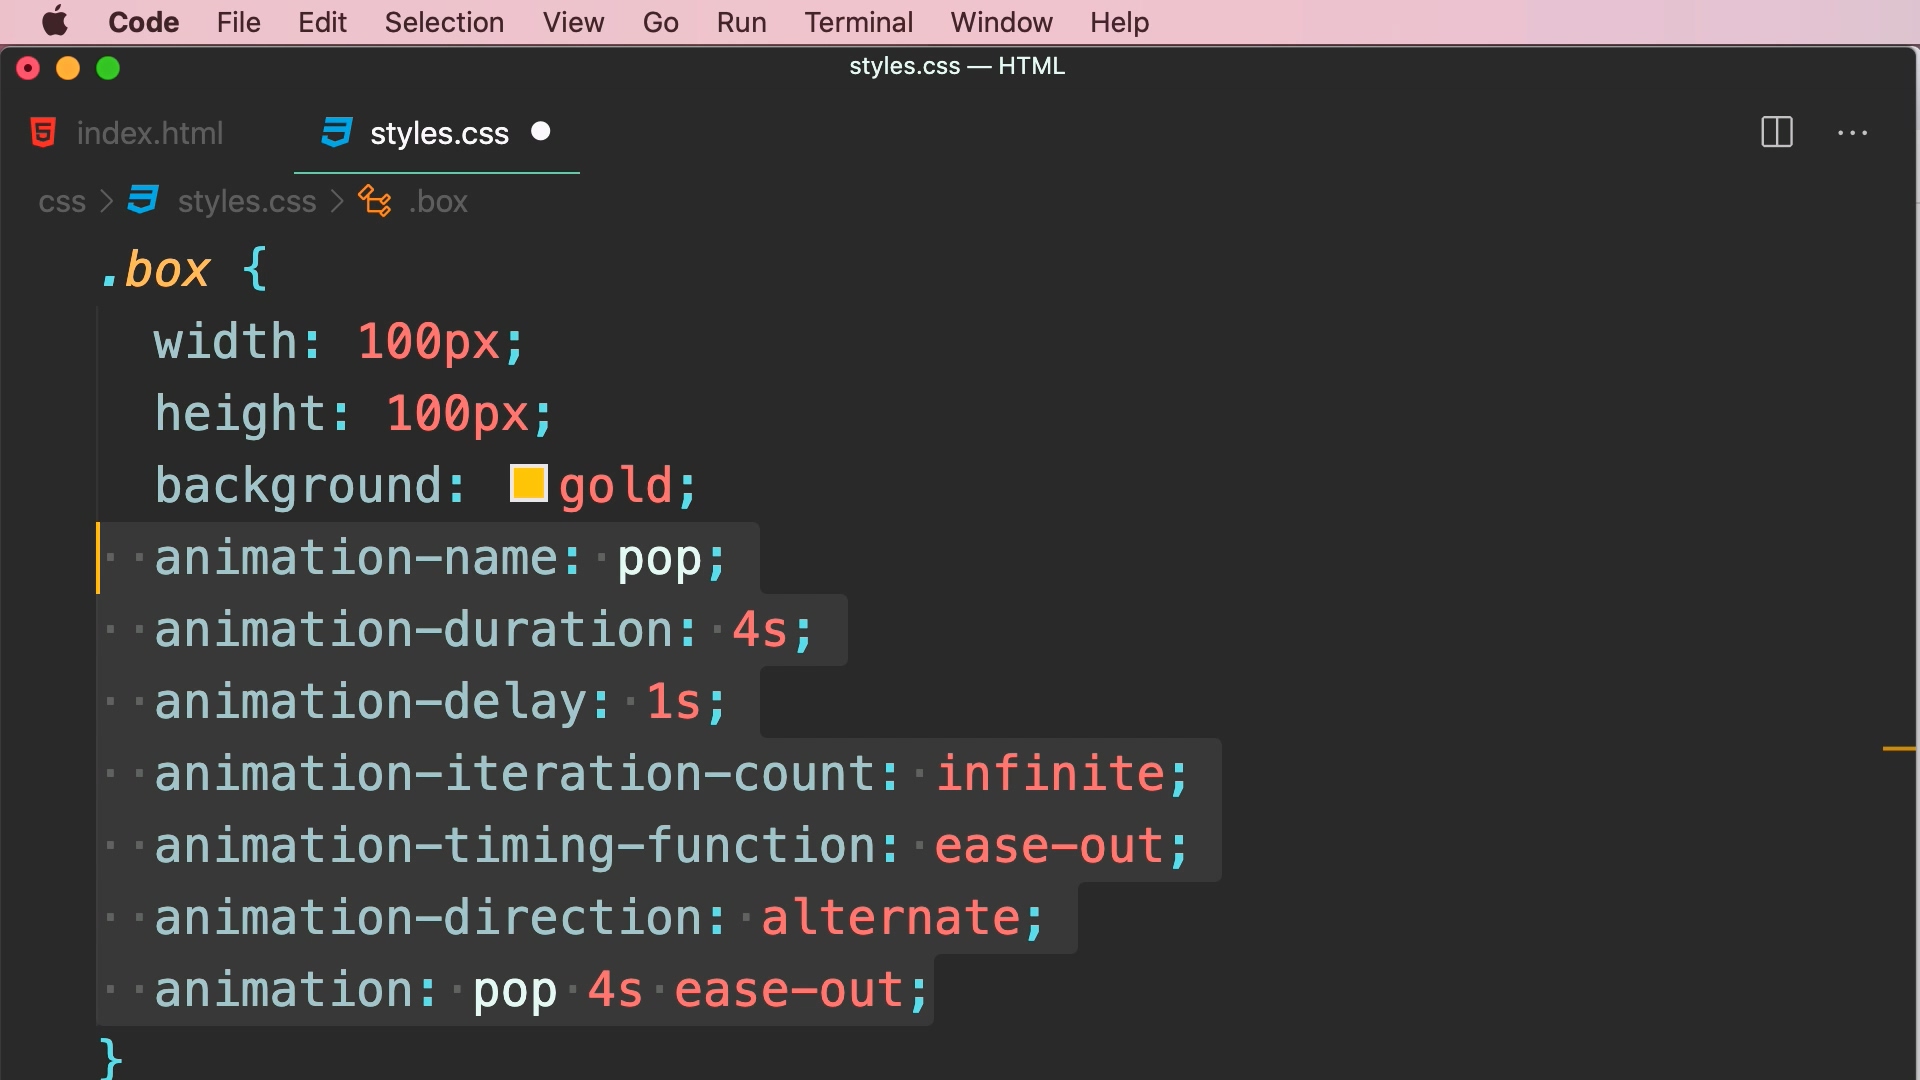 Code File Edit Selection View Go Run Terminal Window Help
styles.css — HTML
index.html styles.css
css > styles.css > .box
.box {
width: 100px;
height: 100px;
background: gold;
animation-name: pop;
animation-duration: 4s;
animation-delay: 1s;
animation-iteration-count: infinite;
animation-timing-function: ease-out;
animation-direction: alternate;
animation: pop 4s ease-out;
}